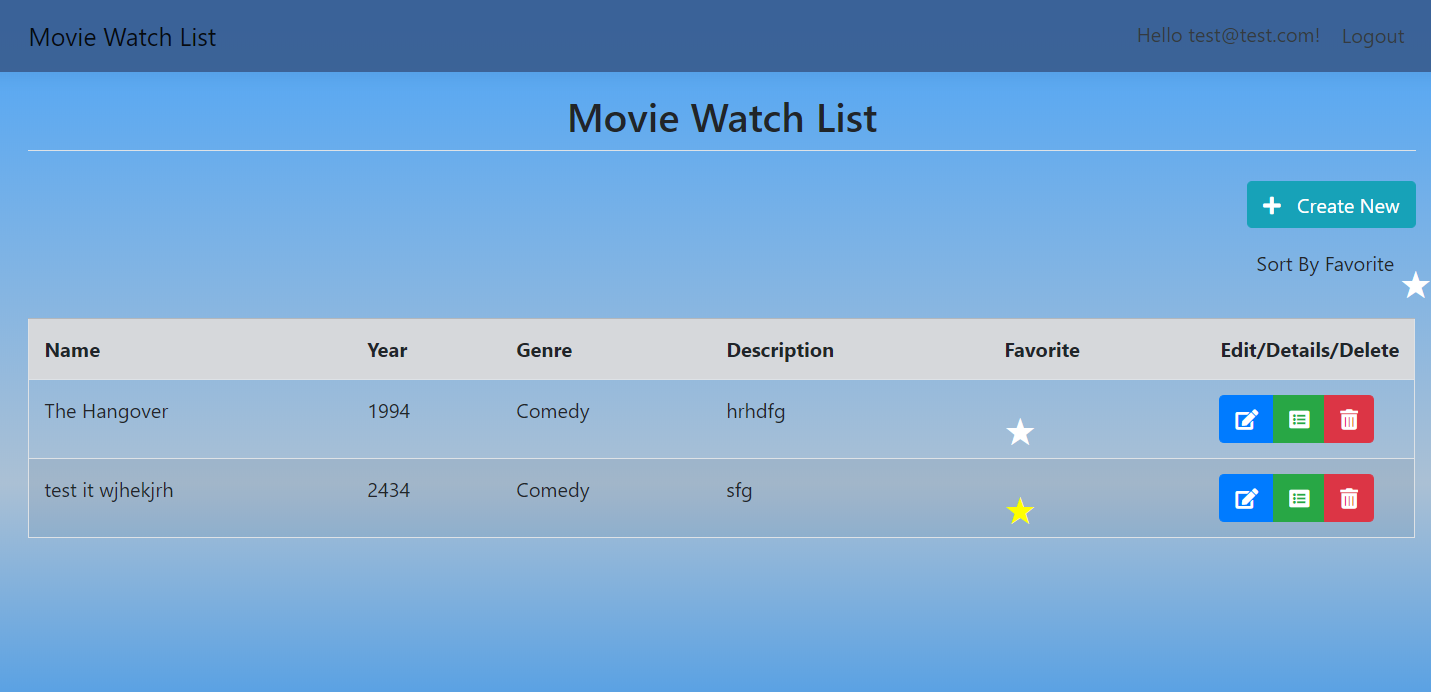 Movie Watch List Hello test@test.com! Logout
Movie Watch List
Create New
Sort By Favorite
Name Year Genre Description Favorite Edit/Details/Delete
The Hangover 1994 Comedy hrhdfg
test it wjhekjrh 2434 Comedy sfg